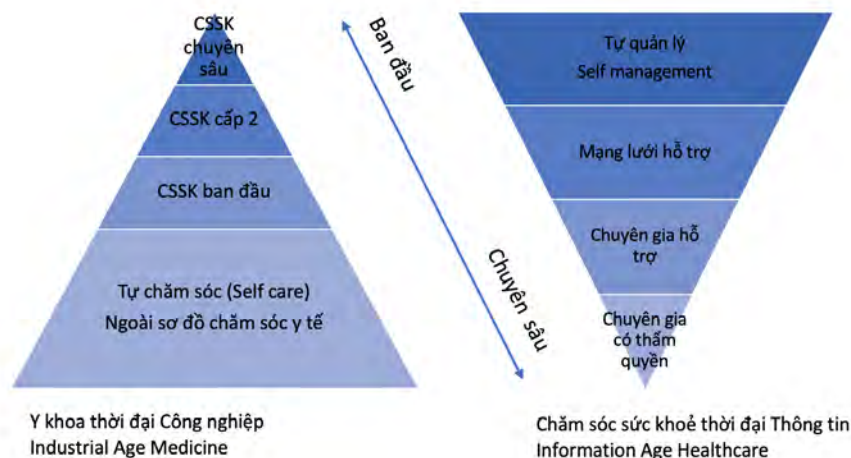 CSSK
chuyên
sâu
CSSK cấp 2
CSSK ban đầu
Tự chăm sóc (Self care)
Ngoài sơ đồ chăm sóc y tế
Y khoa thời đại Công nghiệp
Industrial Age Medicine
Ban đầu
Chuyên sâu
Tự quản lý
Self management
Mạng lưới hỗ trợ
Chuyên gia hỗ
trợ
Chuyên gia
có thẩm
quyền
Chăm sóc sức khoẻ thời đại Thông tin
Information Age Healthcare